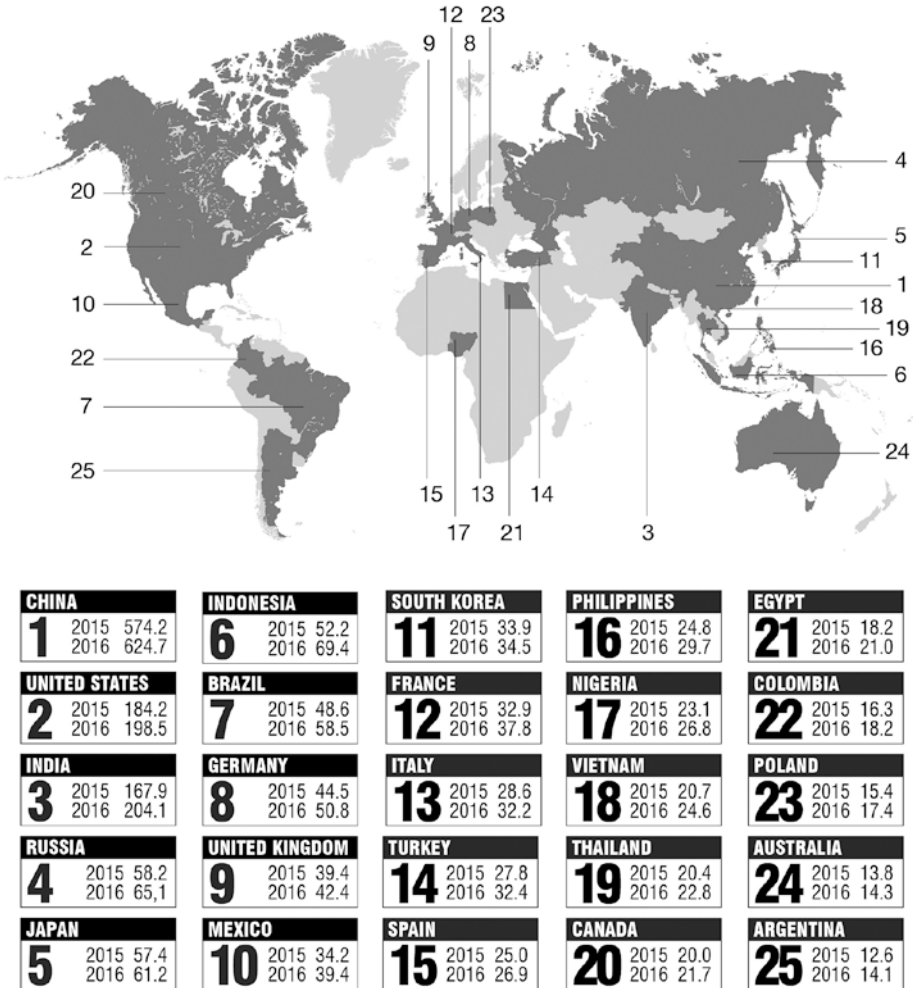 12 23
9 8
4
20
5
2
11
1
10
18
19
22
16
6
7
24
25
15 13 14
17 21 3
CHINA
1 2015 574.2
2016 624.7
UNITED STATES
2 2015 184.2
2016 198.5
INDIA
3 2015 167.9
2016 204.1
RUSSIA
4 2015 58.2
2016 65,1
JAPAN
5 2015 57.4
2016 61.2
INDONESIA
6 2015 52.2
2016 69.4
BRAZIL
7 2015 48.6
2016 58.5
GERMANY
8 2015 44.5
2016 50.8
UNITED KINGDOM
9 2015 39.4
2016 42.4
MEXICO
10 2015 34.2
2016 39.4
SOUTH KOREA
11 2015 33.9
2016 34.5
FRANCE
12 2015 32.9
2016 37.8
ITALY
13 2015 28.6
2016 32.2
TURKEY
14 2015 27.8
2016 32.4
SPAIN
15 2015 25.0
2016 26.9
PHILIPPINES
16 2015 24.8
2016 29.7
NIGERIA
17 2015 23.1
2016 26.8
VIETNAM
18 2015 20.7
2016 24.6
THAILAND
19 2015 20.4
2016 22.8
CANADA
20 2015 20.0
2016 21.7
EGYPT
21 2015 18.2
2016 21.0
COLOMBIA
22 2015 16.3
2016 18.2
POLAND
23 2015 15.4
2016 17.4
AUSTRALIA
24 2015 13.8
2016 14.3
ARGENTINA
25 2015 12.6
2016 14.1